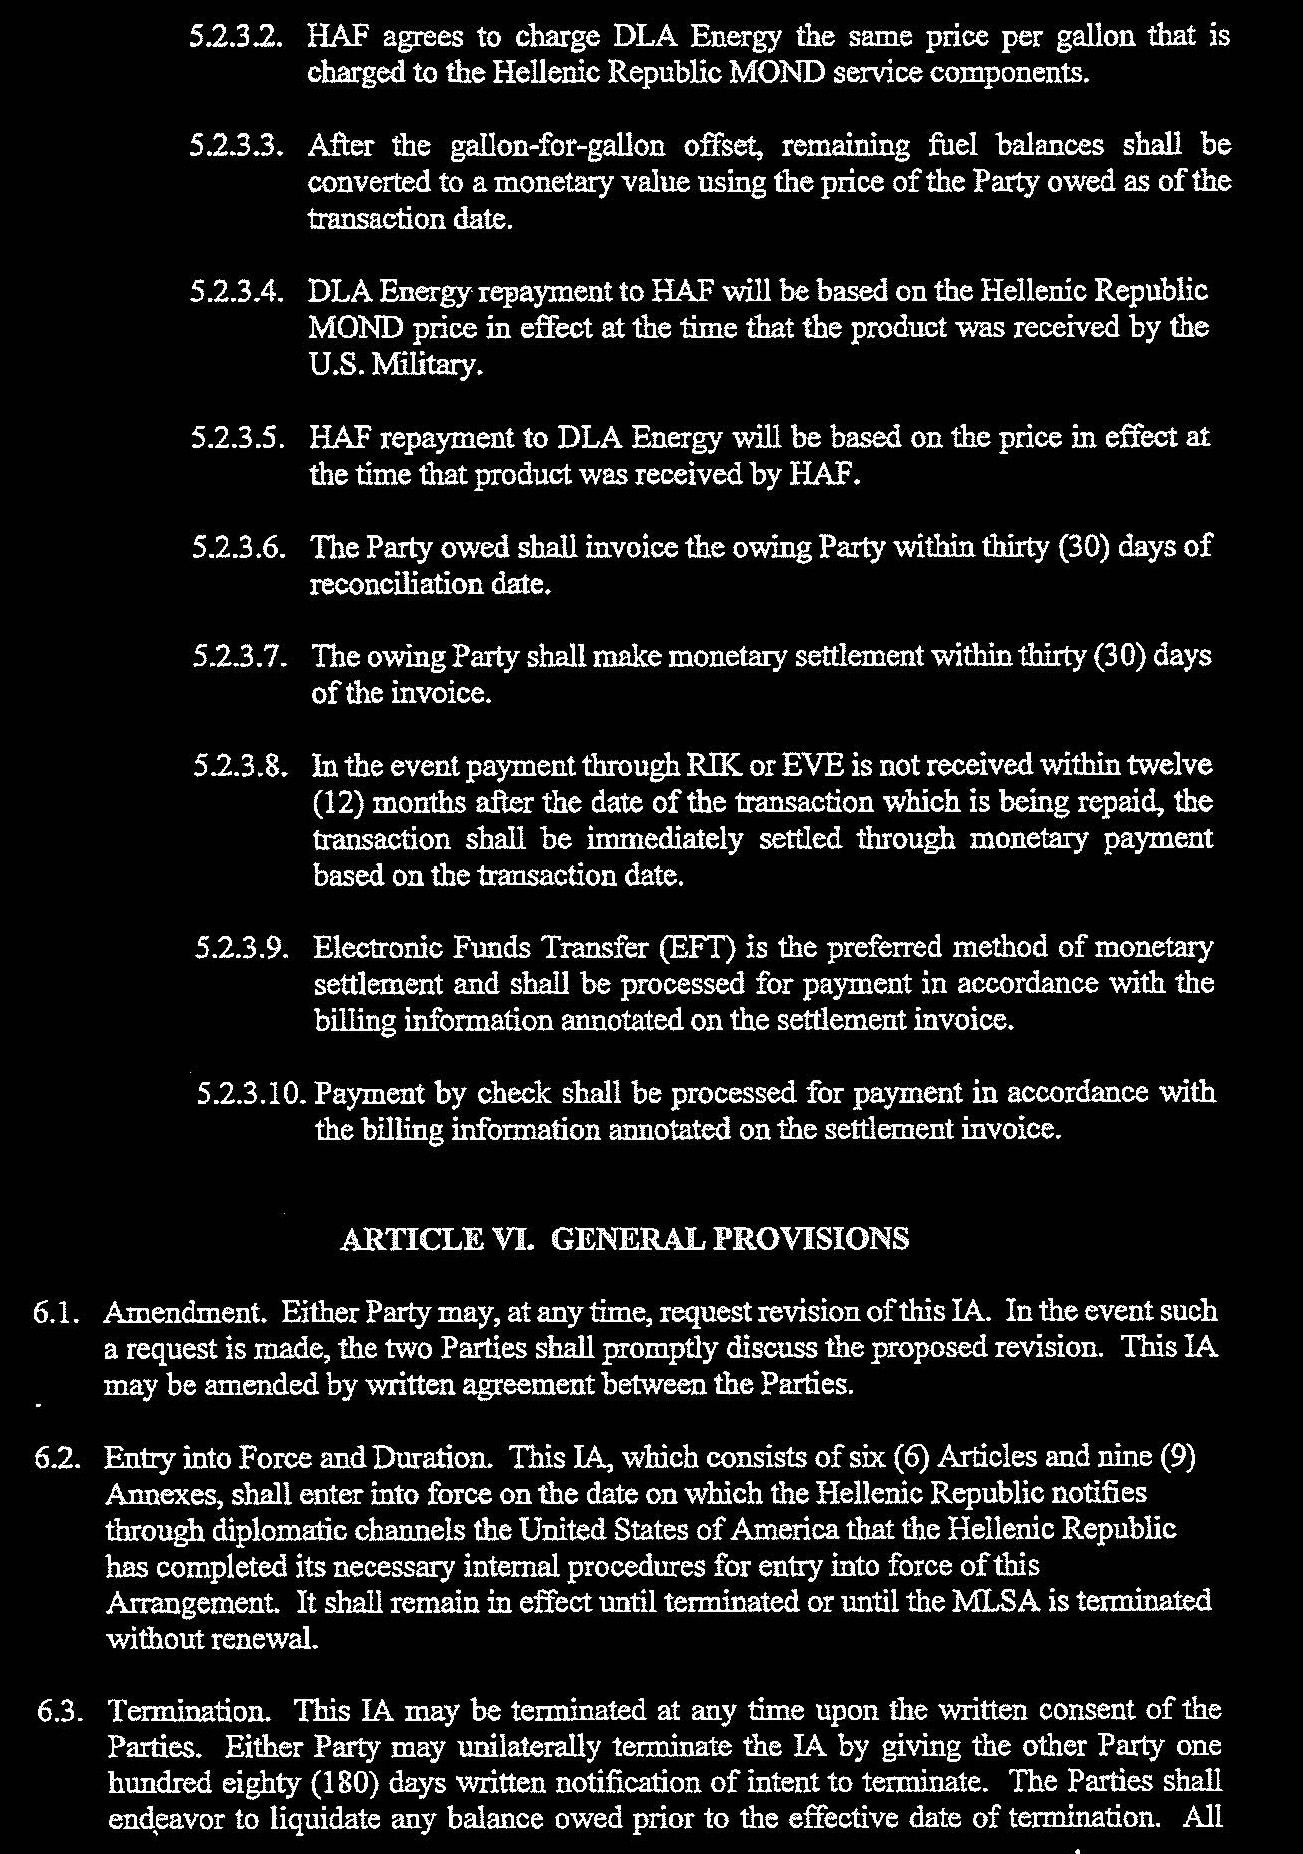 5.2.3.2. HAF agrees to charge DLA Energy the same price per gallon that is
charged to the Hellenic Republic MOND service components.
5.2.3.3. After the gallon-for-gallon offset, remaining fuel balances shall be
converted to a monetary value using the price of the Party owed as of the
transaction date.
5.2.3.4. DLA Energy repayment to HAF will be based on the Hellenic Republic
MOND price in effect at the time that the product was received by the
U.S. Military.
5.2.3.5. HAF repayment to DLA Energy will be based on the price in effect at
the time that product was received by HAF.
5.2.3.6. The Party owed shall invoice the owing Party within thirty (30) days of
reconciliation date.
5.2.3.7. The owing Party shall make monetary settlement within thirty (30) days
of the invoice.
5.2.3.8. In the event payment through RIK or EVE is not received within twelve
(12) months after the date of the transaction which is being repaid, the
transaction shall be immediately settled through monetary payment
based on the transaction date.
5.2.3.9. Electronic Funds Transfer (EFT) is the preferred method of monetary
settlement and shall be processed for payment in accordance with the
billing information annotated on the settlement invoice.
5.2.3.10. Payment by check shall be processed for payment in accordance with
the billing information annotated on the settlement invoice.
ARTICLE VI. GENERAL PROVISIONS
6.1. Amendment. Either Party may, at any time, request revision of this IA. In the event such
a request is made, the two Parties shall promptly discuss the proposed revision. This IA
may be amended by written agreement between the Parties.
6.2. Entry into Force and Duration. This IA, which consists of six (6) Articles and nine (9)
Annexes, shall enter into force on the date on which the Hellenic Republic notifies
through diplomatic channels the United States of America that the Hellenic Republic
has completed its necessary internal procedures for entry into force of this
Arrangement. It shall remain in effect until terminated or until the MLSA is terminated
without renewal.
6.3. Termination. This IA may be terminated at any time upon the written consent of the
Parties. Either Party may unilaterally terminate the IA by giving the other Party one
hundred eighty (180) days written notification of intent to terminate. The Parties shall
endeavor to liquidate any balance owed prior to the effective date of termination. All